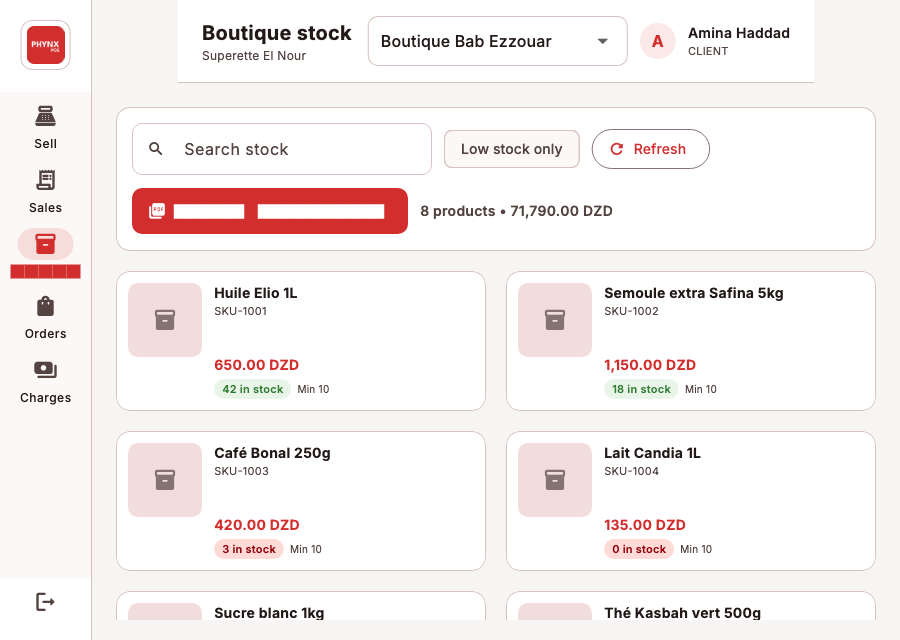 PHYNX
POS
Sell
Sales
Orders
Charges
Boutique stock
Superette El Nour
Boutique Bab Ezzouar
A
Amina Haddad
CLIENT
Search stock
Low stock only
Refresh
PDF
8 products • 71,790.00 DZD
Huile Elio 1L
SKU-1001
650.00 DZD
42 in stock
Min 10
Semoule extra Safina 5kg
SKU-1002
1,150.00 DZD
18 in stock
Min 10
Café Bonal 250g
SKU-1003
420.00 DZD
3 in stock
Min 10
Lait Candia 1L
SKU-1004
135.00 DZD
0 in stock
Min 10
Sucre blanc 1kg
Thé Kasbah vert 500g